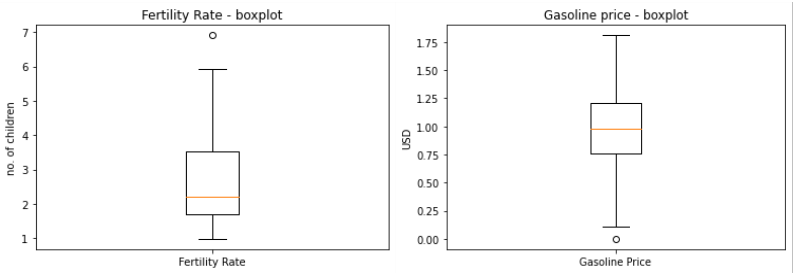 Fertility Rate - boxplot
7
6
5
4
3
2
1
no. of children
Fertility Rate
Gasoline price - boxplot
1.75
1.50
1.25
1.00
0.75
0.50
0.25
0.00
USD
Gasoline Price